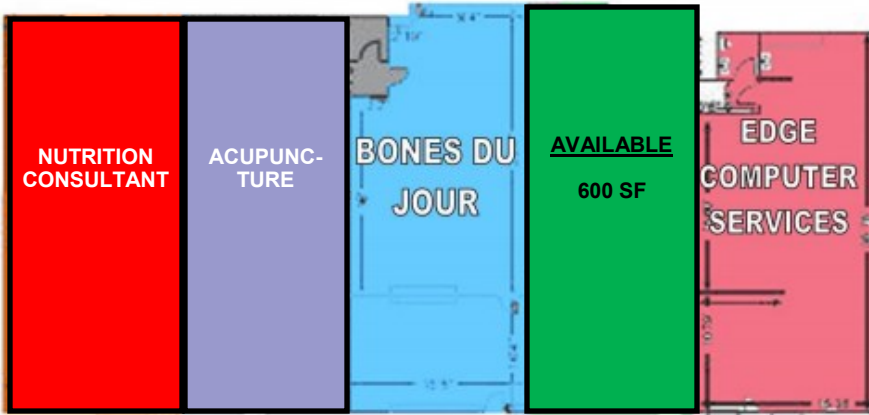 NUTRITION
CONSULTANT
ACUPUNC-
TURE
BONES DU
JOUR
AVAILABLE
600 SF
EDGE
COMPUTER
SERVICES